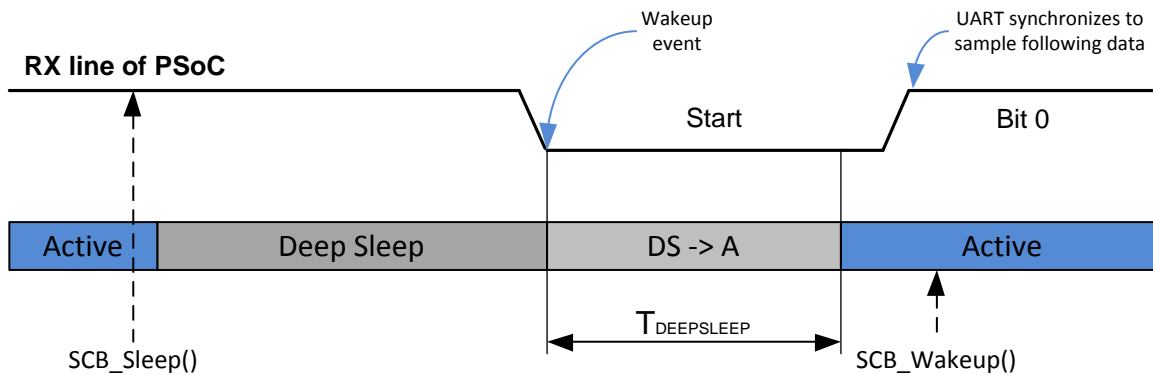 Wakeup
event
UART synchronizes to
sample following data
RX line of PSoC
Start
Bit 0
Active
Deep Sleep
DS -> A
Active
TDEEPSLEEP
SCB_Sleep()
SCB_Wakeup()